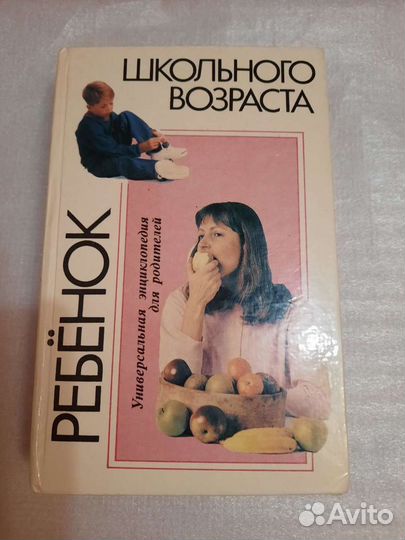 РЕБЁНОК
ШКОЛЬНОГО
ВОЗРАСТА
Универсальная энциклопедия
для родителей
Avito